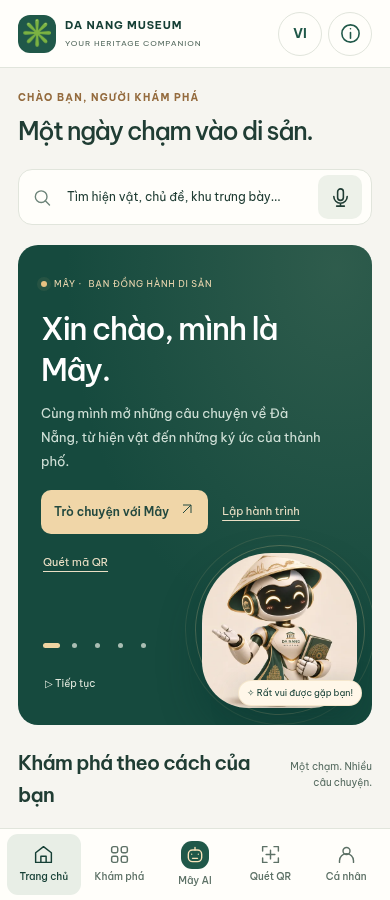 DA NANG MUSEUM
YOUR HERITAGE COMPANION
VI
CHÀO BẠN, NGƯỜI KHÁM PHÁ
Một ngày chạm vào di sản.
Tìm hiện vật, chủ đề, khu trưng bày...
MÂY · BẠN ĐỒNG HÀNH DI SẢN
Xin chào, mình là
Mây.
Cùng mình mở những câu chuyện về Đà
Nẵng, từ hiện vật đến những ký ức của thành
phố.
Trò chuyện với Mây
Lập hành trình
Quét mã QR
DA NANG
▷ Tiếp tục
✧ Rất vui được gặp bạn!
Khám phá theo cách của
bạn
Một chạm. Nhiều
câu chuyện.
Trang chủ
Khám phá
Mây AI
Quét QR
Cá nhân